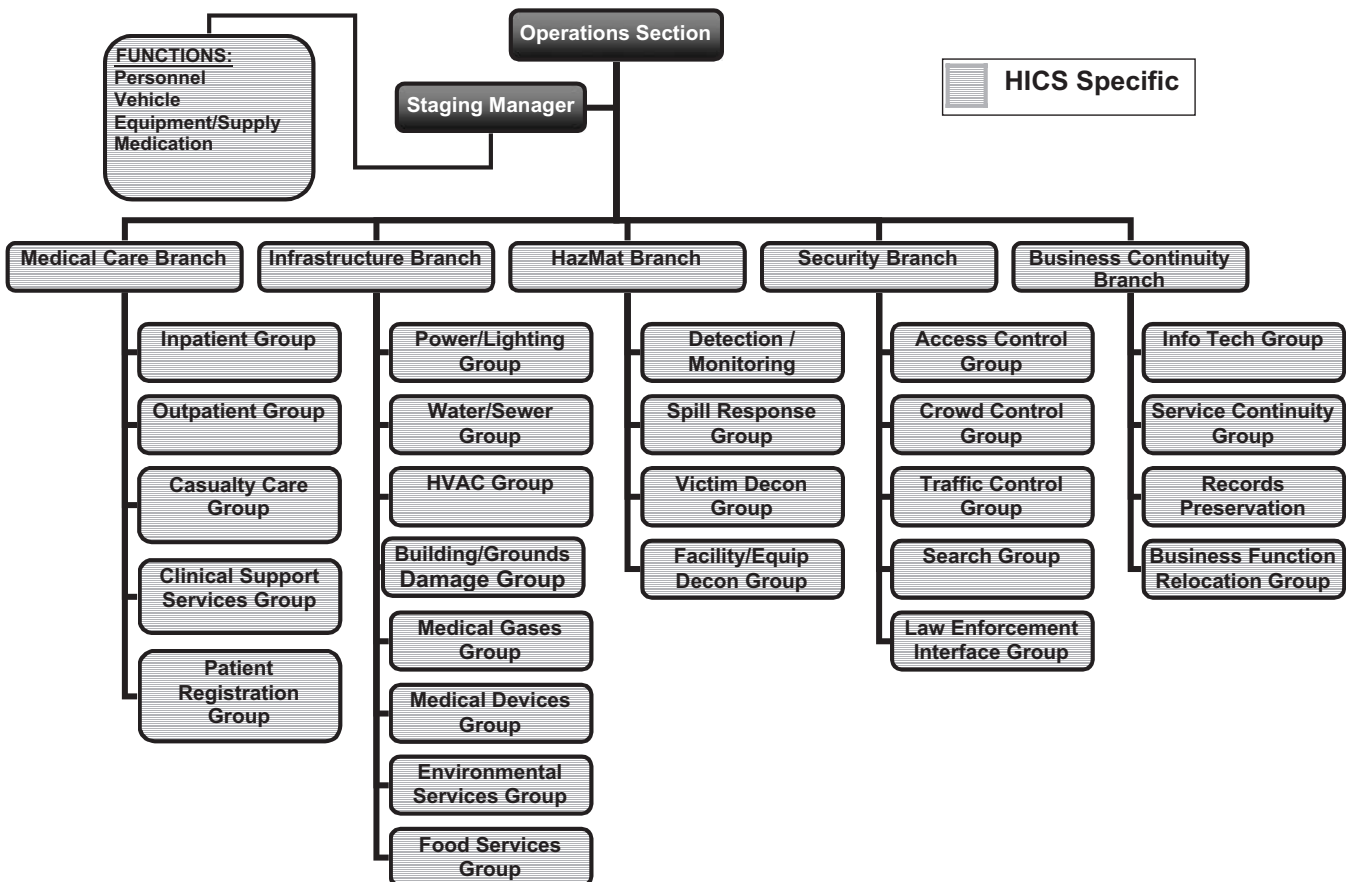 Operations Section
FUNCTIONS:
Personnel
Vehicle
Equipment/Supply
Medication
Staging Manager
HICS Specific
Medical Care Branch
Inpatient Group
Outpatient Group
Casualty Care
Group
Clinical Support
Services Group
Patient
Registration
Group
Infrastructure Branch
Power/Lighting
Group
Water/Sewer
Group
HVAC Group
Building/Grounds
Damage Group
Medical Gases
Group
Medical Devices
Group
Environmental
Services Group
Food Services
Group
HazMat Branch
Detection /
Monitoring
Spill Response
Group
Victim Decon
Group
Facility/Equip
Decon Group
Security Branch
Access Control
Group
Crowd Control
Group
Traffic Control
Group
Search Group
Law Enforcement
Interface Group
Business Continuity
Branch
Info Tech Group
Service Continuity
Group
Records
Preservation
Business Function
Relocation Group